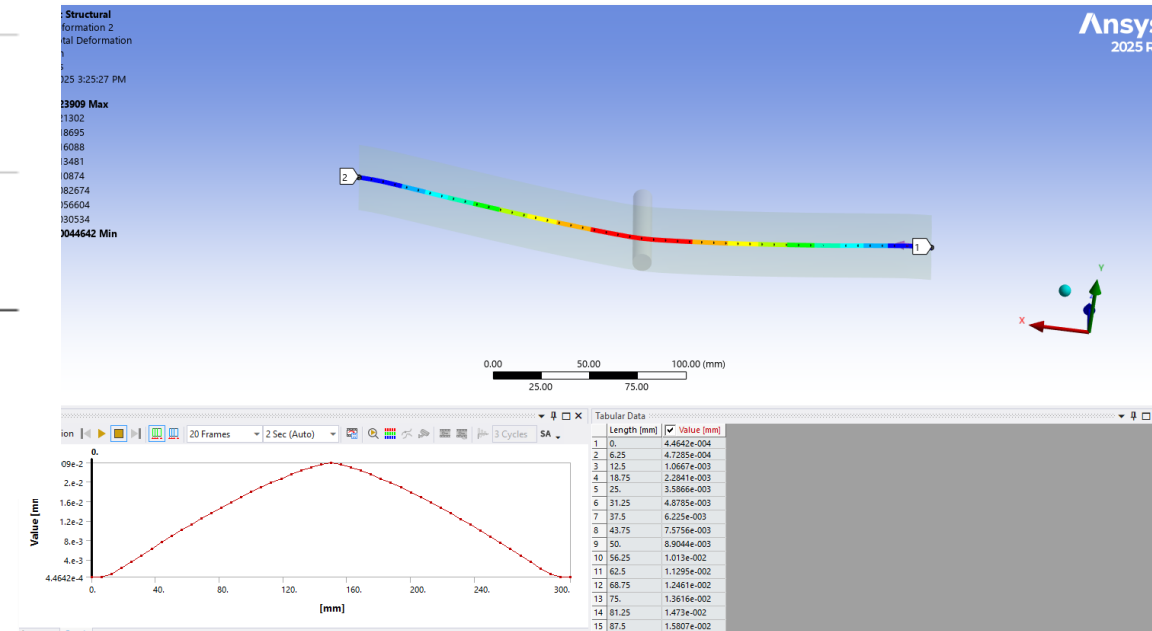 : Structural
formation 2
tal Deformation
025 3:25:27 PM
23909 Max
21302
8695
6088
3481
0874
082674
056604
030534
0044642 Min
Ansys
2025 R
2
1
Y
X
0.00 50.00 100.00 (mm)
25.00 75.00
ion 20 Frames 2 Sec (Auto) 3 Cycles SA
0.
09e-2
2.e-2
1.6e-2
1.2e-2
8.e-3
4.e-3
4.4642e-4
0. 40. 80. 120. 160. 200. 240. 300.
[mm]
Value [mm
Tabular Data
Length [mm] Value [mm]
1 0. 4.4642e-004
2 6.25 4.7285e-004
3 12.5 1.0667e-003
4 18.75 2.2841e-003
5 25. 3.5866e-003
6 31.25 4.8785e-003
7 37.5 6.225e-003
8 43.75 7.5756e-003
9 50. 8.9044e-003
10 56.25 1.013e-002
11 62.5 1.1295e-002
12 68.75 1.2461e-002
13 75. 1.3616e-002
14 81.25 1.473e-002
15 87.5 1.5807e-002